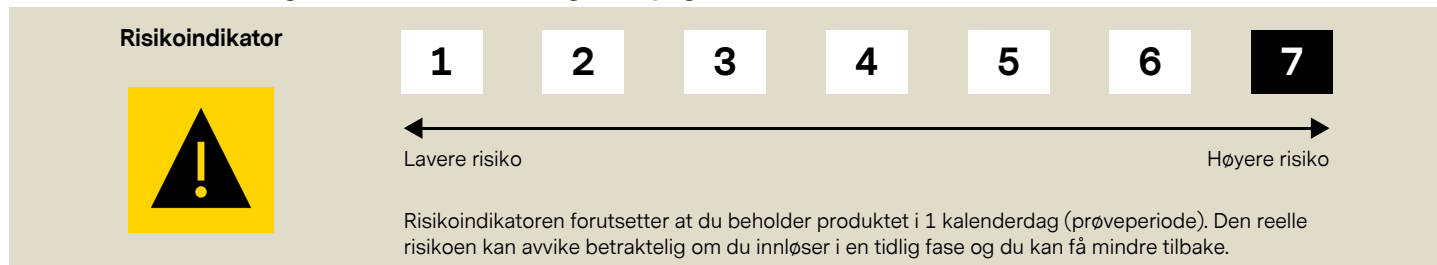 Risikoindikator
1 2 3 4 5 6 7
Lavere risiko Høyere risiko
Risikoindikatoren forutsetter at du beholder produktet i 1 kalenderdag (prøveperiode). Den reelle
risikoen kan avvike betraktelig om du innløser i en tidlig fase og du kan få mindre tilbake.